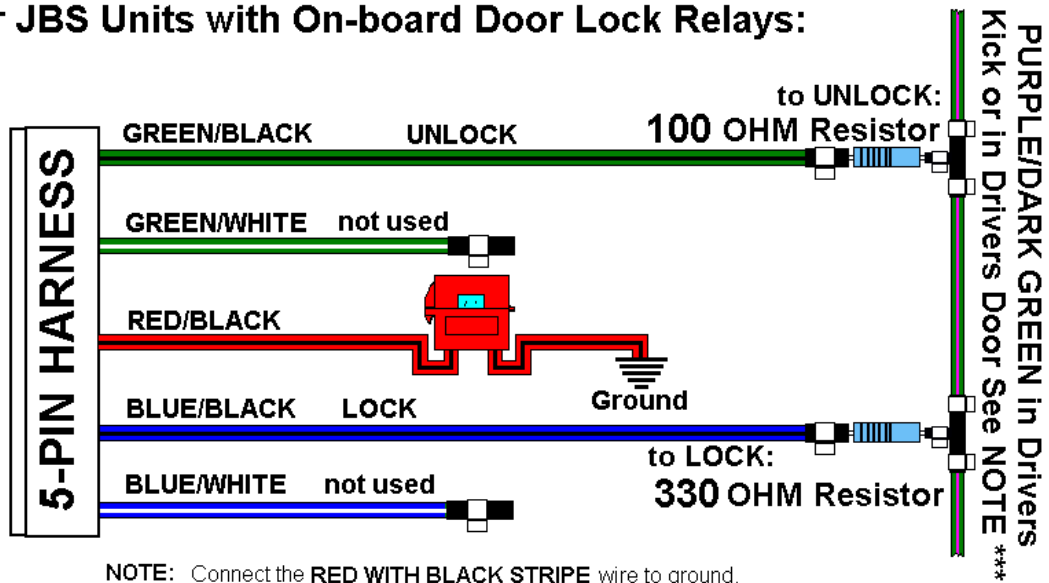 JBS Units with On-board Door Lock Relays:
to UNLOCK:
100 OHM Resistor
GREEN/BLACK UNLOCK
GREEN/WHITE not used
RED/BLACK
Ground
BLUE/BLACK LOCK
to LOCK:
330 OHM Resistor
BLUE/WHITE not used
5-PIN HARNESS
PURPLE/DARK GREEN in Drivers
Kick or in Drivers Door See NOTE ***
NOTE: Connect the RED WITH BLACK STRIPE wire to ground.